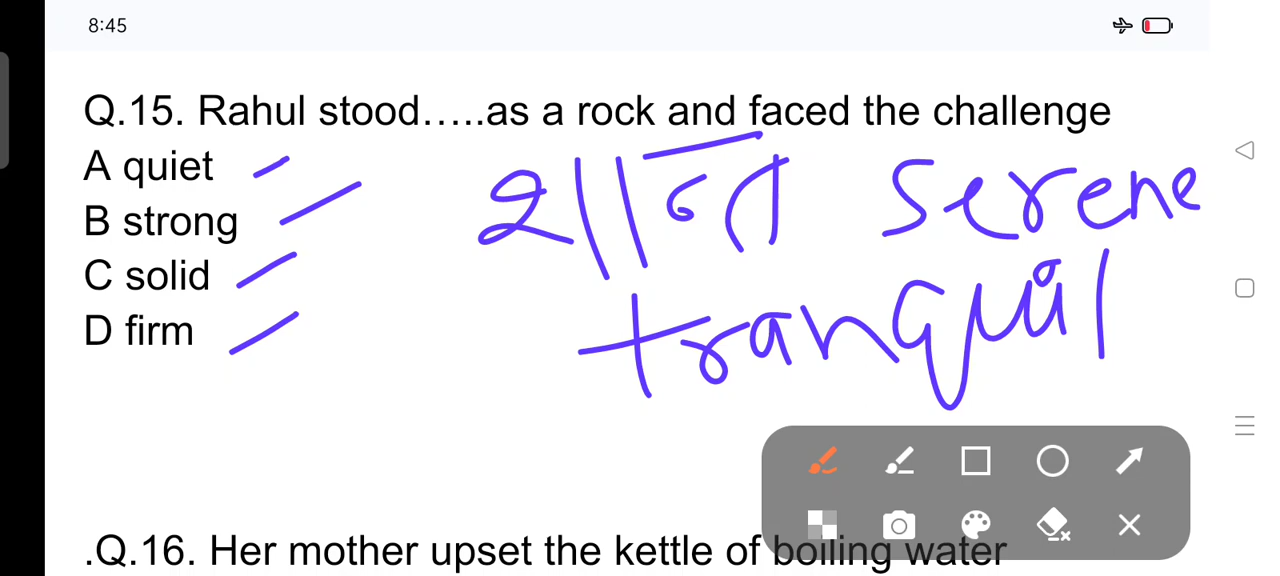 8:45
Q.15. Rahul stood…..as a rock and faced the challenge
A quiet
B strong
C solid
D firm
शांत serene
tranquil
.Q.16. Her mother upset the kettle of boiling water